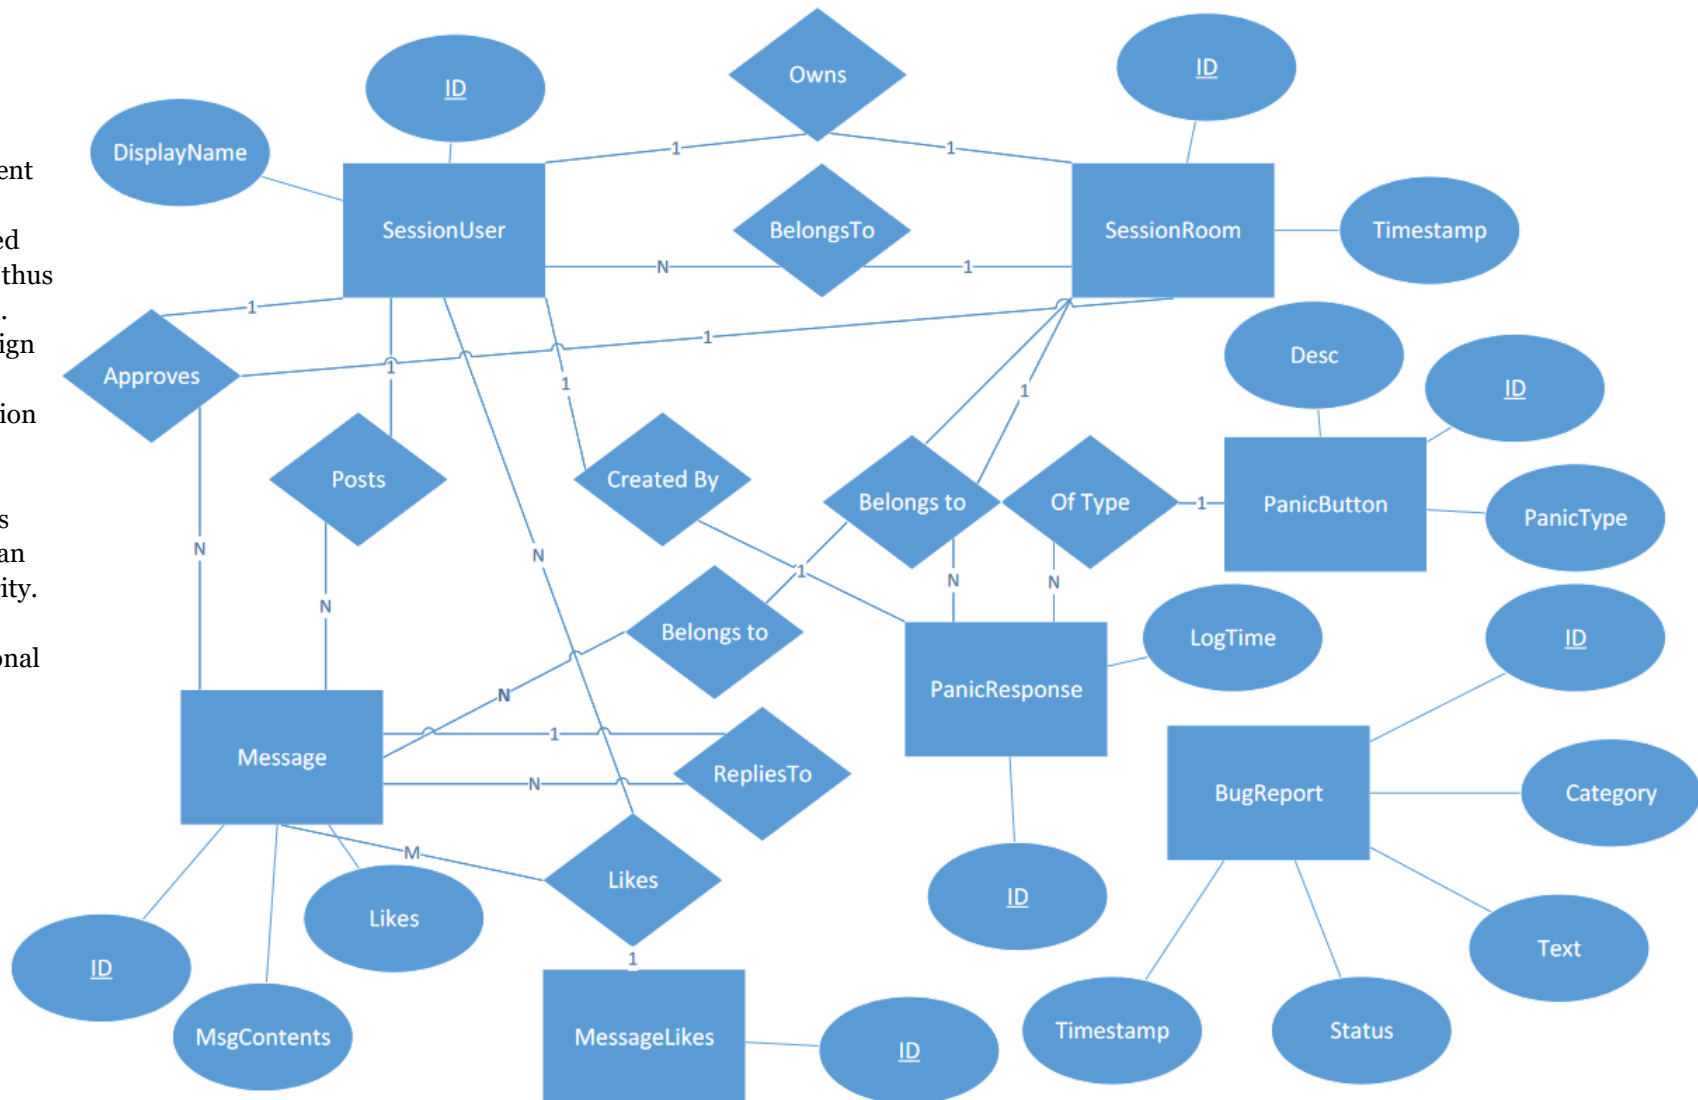 ent
ed
thus
.
ign
ion
s
an
rity.
onal
ID
Owns
ID
DisplayName
1
1
SessionUser
BelongsTo
SessionRoom
Timestamp
N
1
1
1
1
Desc
Approves
1
1
ID
Posts
Created By
Belongs to
Of Type
1
PanicButton
PanicType
N
N
1
N
N
N
Belongs to
LogTime
ID
N
PanicResponse
1
Message
RepliesTo
N
BugReport
Category
M
Likes
Likes
ID
ID
Text
1
MsgContents
MessageLikes
ID
Timestamp
Status